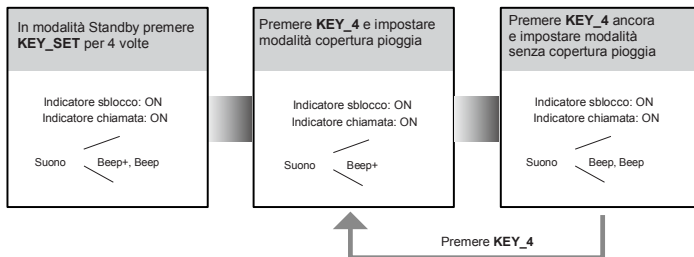 In modalità Standby premere
KEY_SET per 4 volte
Indicatore sblocco: ON
Indicatore chiamata: ON
Suono
Beep+, Beep
Premere KEY_4 e impostare
modalità copertura pioggia
Indicatore sblocco: ON
Indicatore chiamata: ON
Suono
Beep+
Premere KEY_4 ancora
e impostare modalità
senza copertura pioggia
Indicatore sblocco: ON
Indicatore chiamata: ON
Suono
Beep, Beep
Premere KEY_4